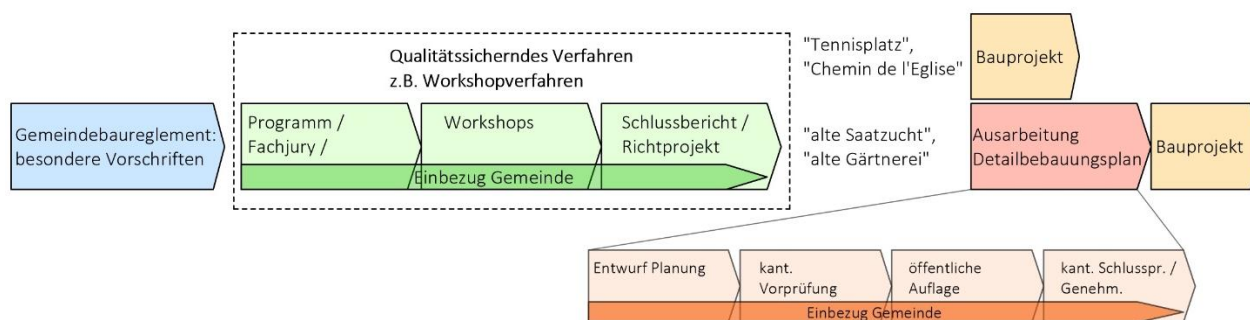 Gemeindebaureglement:
besondere Vorschriften
Qualitätssicherndes Verfahren
z.B. Workshopverfahren
Programm /
Fachjury /
Workshops
Schlussbericht /
Richtprojekt
Einbezug Gemeinde
"Tennisplatz",
"Chemin de l'Eglise"
Bauprojekt
"alte Saatzucht",
"alte Gärtnerei"
Ausarbeitung
Detailbebauungsplan
Bauprojekt
Entwurf Planung
kant.
Vorprüfung
öffentliche
Auflage
kant. Schlusspr. /
Genehm.
Einbezug Gemeinde